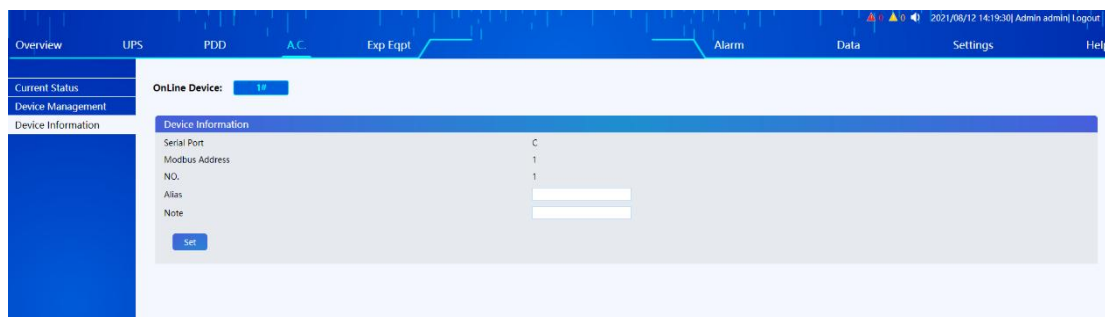 0 0 2021/08/12 14:19:30| Admin admin| Logout
Overview UPS PDD A.C. Exp Eqpt Alarm Data Settings Help
Current Status
Device Management
Device Information
OnLine Device: 1#
Device Information
Serial Port C
Modbus Address 1
NO. 1
Alias
Note
Set